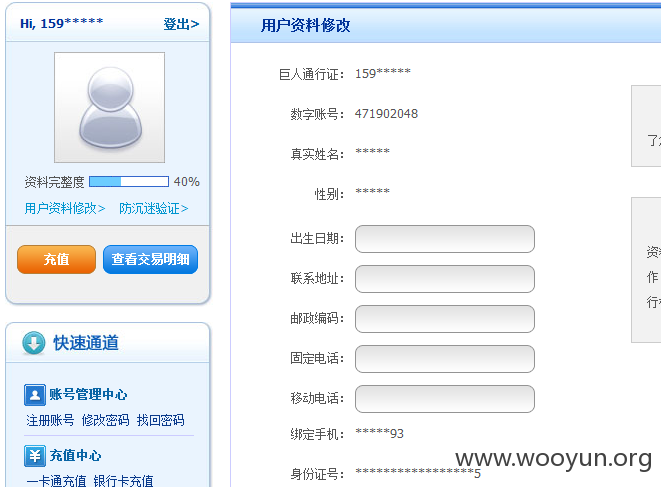 Hi, 159***** 登出>
资料完整度 40%
用户资料修改> 防沉迷验证>
充值 查看交易明细
快速通道
账号管理中心
注册账号 修改密码 找回密码
充值中心
一卡通充值 银行卡充值
用户资料修改
巨人通行证: 159*****
数字账号: 471902048
真实姓名: *****
性别: *****
出生日期:
联系地址:
邮政编码:
固定电话:
移动电话:
绑定手机: *****93
身份证号: *****************5
资料
作
行
www.wooyun.org